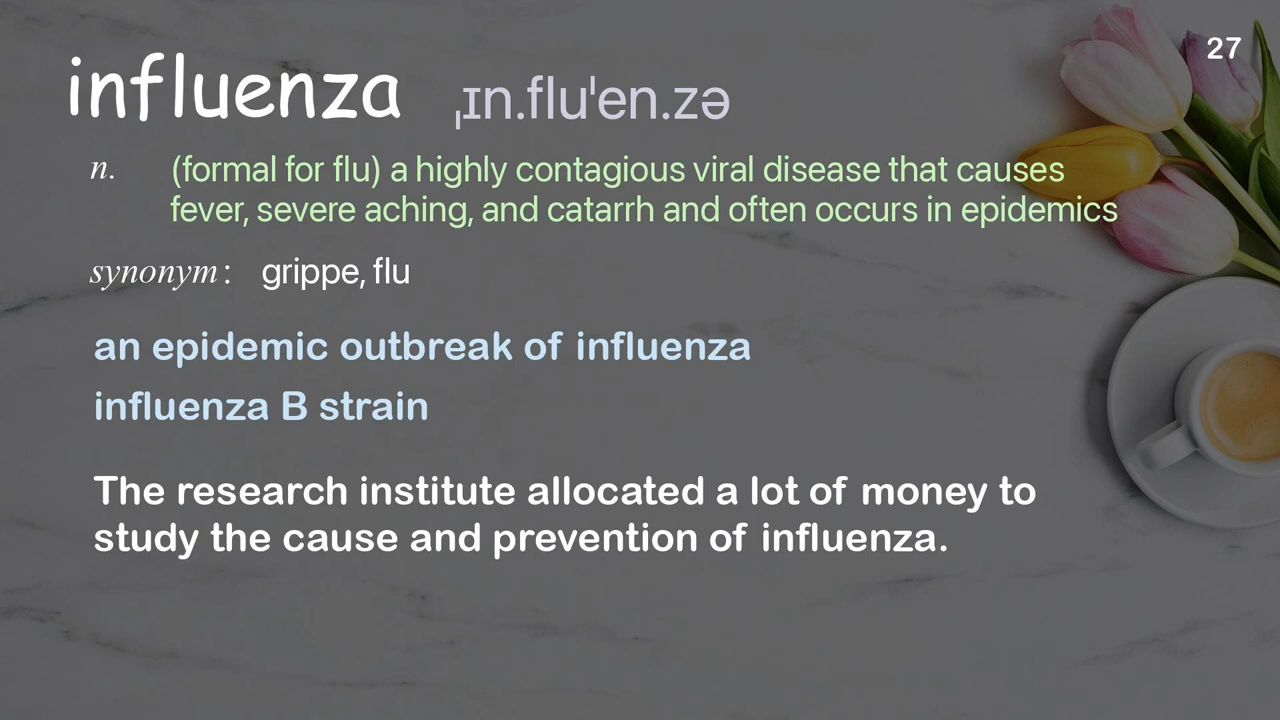 27
influenza ˌɪn.fluˈen.zə
n. (formal for flu) a highly contagious viral disease that causes
fever, severe aching, and catarrh and often occurs in epidemics
synonym: grippe, flu
an epidemic outbreak of influenza
influenza B strain
The research institute allocated a lot of money to
study the cause and prevention of influenza.